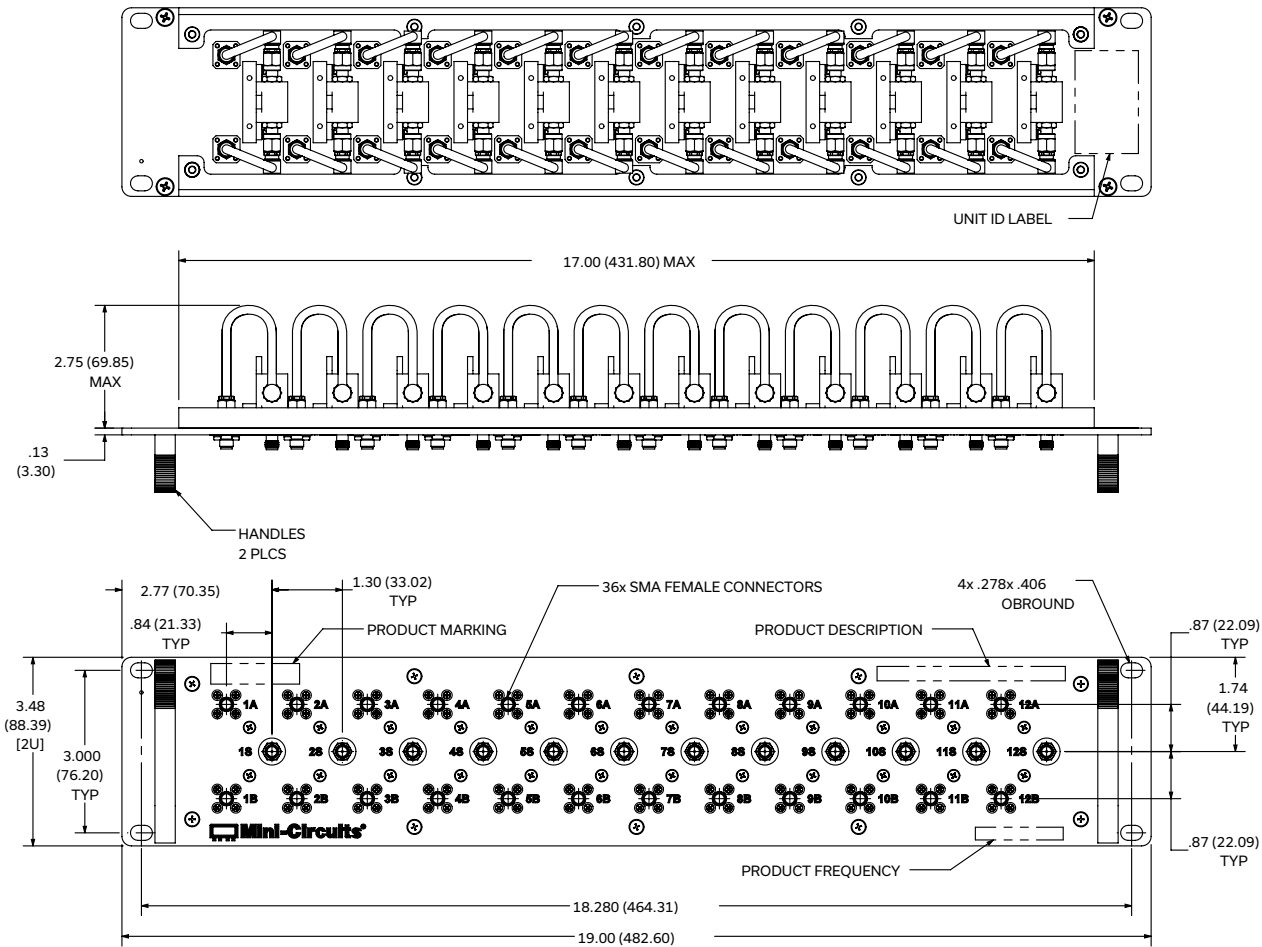 UNIT ID LABEL
17.00 (431.80) MAX
2.75 (69.85)
MAX
.13
(3.30)
HANDLES
2 PLCS
2.77 (70.35)
1.30 (33.02)
TYP
36x SMA FEMALE CONNECTORS
4x .278x .406
OBROUND
.84 (21.33)
TYP
PRODUCT MARKING
PRODUCT DESCRIPTION
.87 (22.09)
TYP
3.48
(88.39)
[2U]
3.000
(76.20)
TYP
1.74
(44.19)
TYP
1A 2A 3A 4A 5A 6A 7A 8A 9A 10A 11A 12A
1S 2S 3S 4S 5S 6S 7S 8S 9S 10S 11S 12S
1B 2B 3B 4B 5B 6B 7B 8B 9B 10B 11B 12B
Mini-Circuits®
.87 (22.09)
TYP
PRODUCT FREQUENCY
18.280 (464.31)
19.00 (482.60)